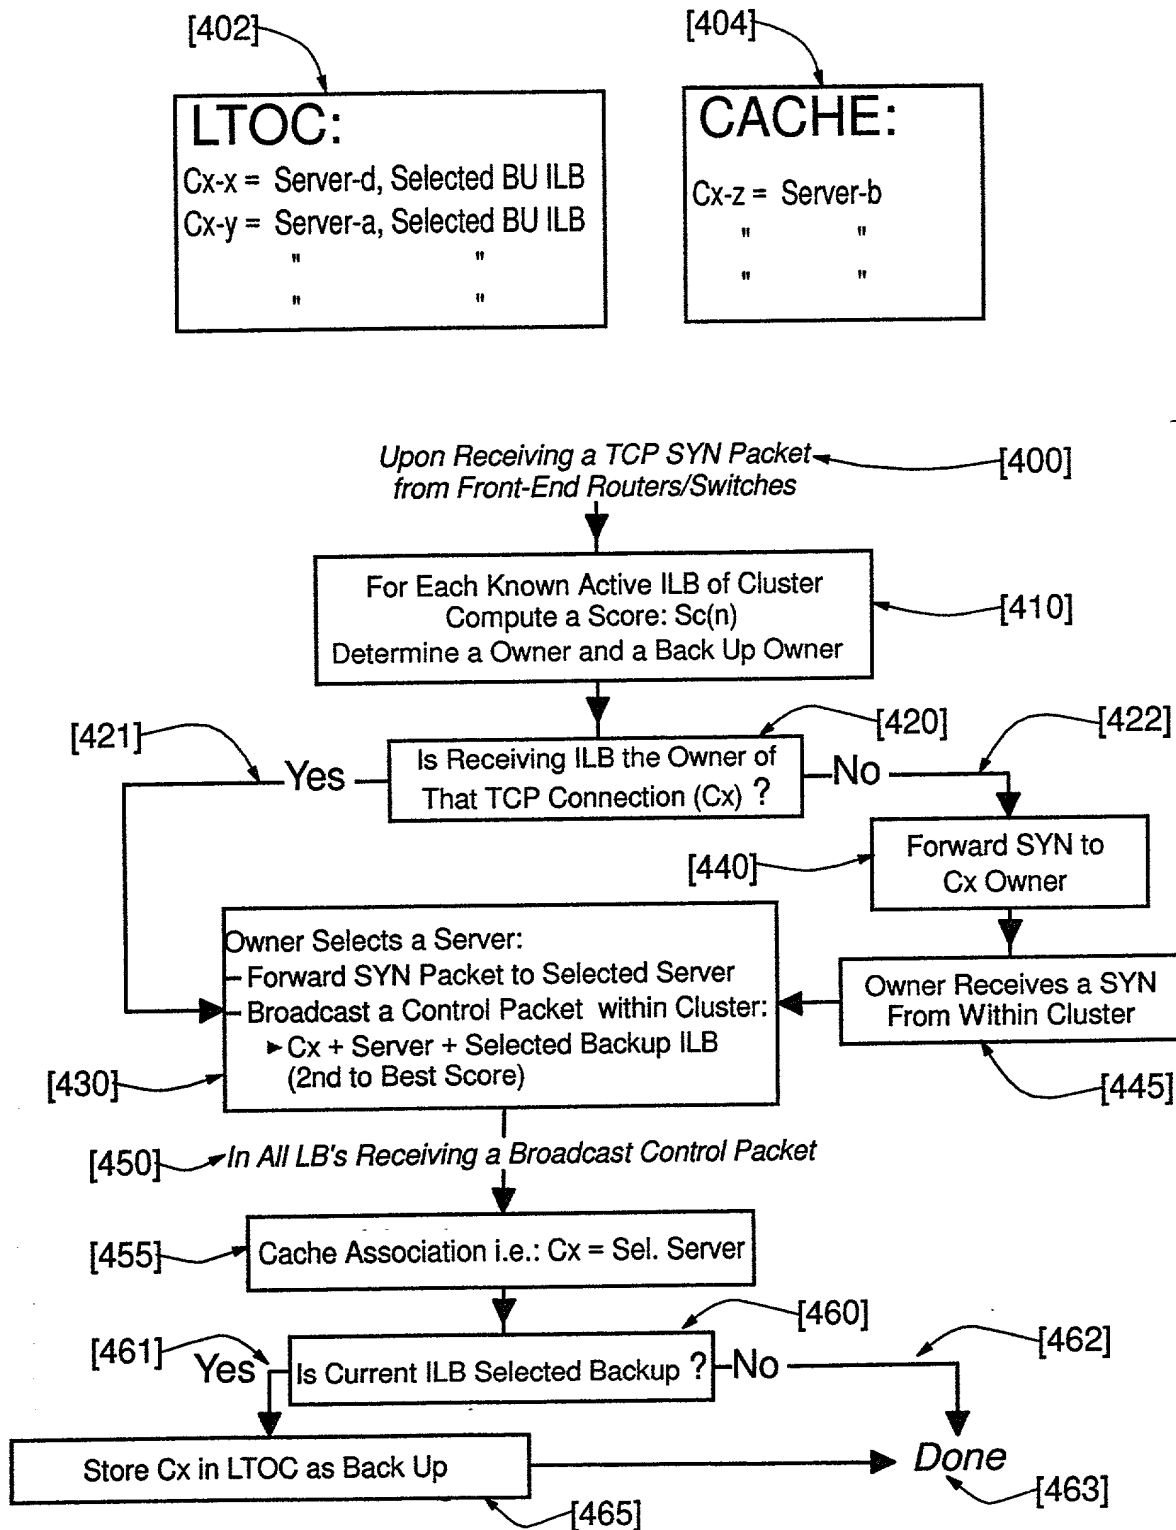 [402]
[404]
LTOC:
Cx-x = Server-d, Selected BU ILB
Cx-y = Server-a, Selected BU ILB
" "
" "
CACHE:
Cx-z = Server-b
" "
" "
Upon Receiving a TCP SYN Packet
from Front-End Routers/Switches
[400]
For Each Known Active ILB of Cluster
Compute a Score: Sc(n)
Determine a Owner and a Back Up Owner
[410]
[421]
[420]
[422]
Yes
Is Receiving ILB the Owner of
That TCP Connection (Cx) ?
No
[440]
Forward SYN to
Cx Owner
Owner Selects a Server:
– Forward SYN Packet to Selected Server
– Broadcast a Control Packet within Cluster:
► Cx + Server + Selected Backup ILB
(2nd to Best Score)
[430]
Owner Receives a SYN
From Within Cluster
[445]
[450]
In All LB's Receiving a Broadcast Control Packet
[455]
Cache Association i.e.: Cx = Sel. Server
[460]
[461]
[462]
Yes
Is Current ILB Selected Backup ?
No
Store Cx in LTOC as Back Up
Done
[465]
[463]